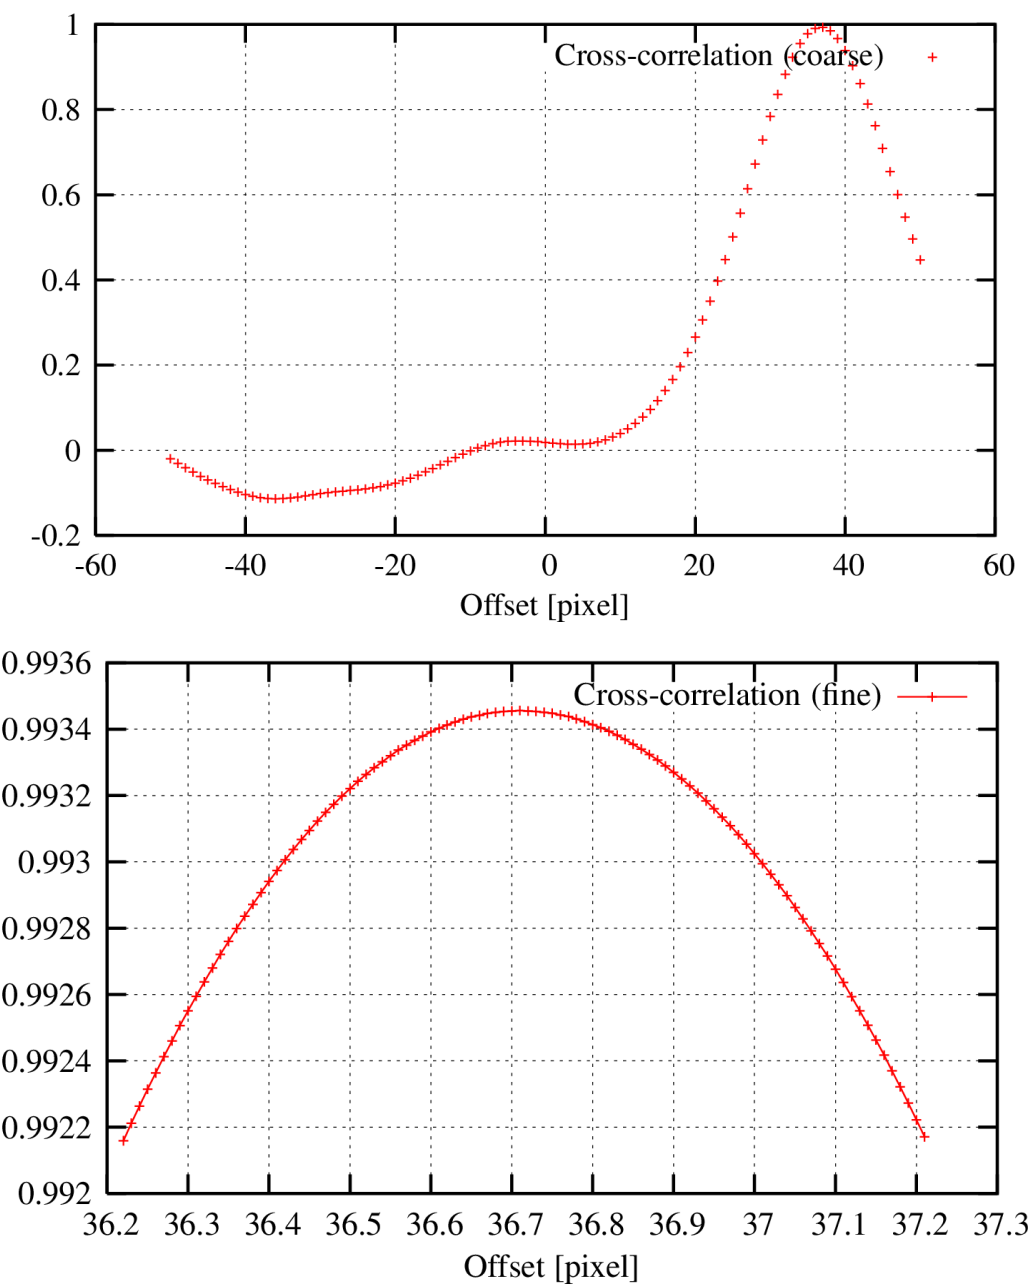 1
Cross-correlation (coarse)
0.8
0.6
0.4
0.2
0
-0.2
-60 -40 -20 0 20 40 60
Offset [pixel]
0.9936
Cross-correlation (fine)
0.9934
0.9932
0.993
0.9928
0.9926
0.9924
0.9922
0.992
36.2 36.3 36.4 36.5 36.6 36.7 36.8 36.9 37 37.1 37.2 37.3
Offset [pixel]